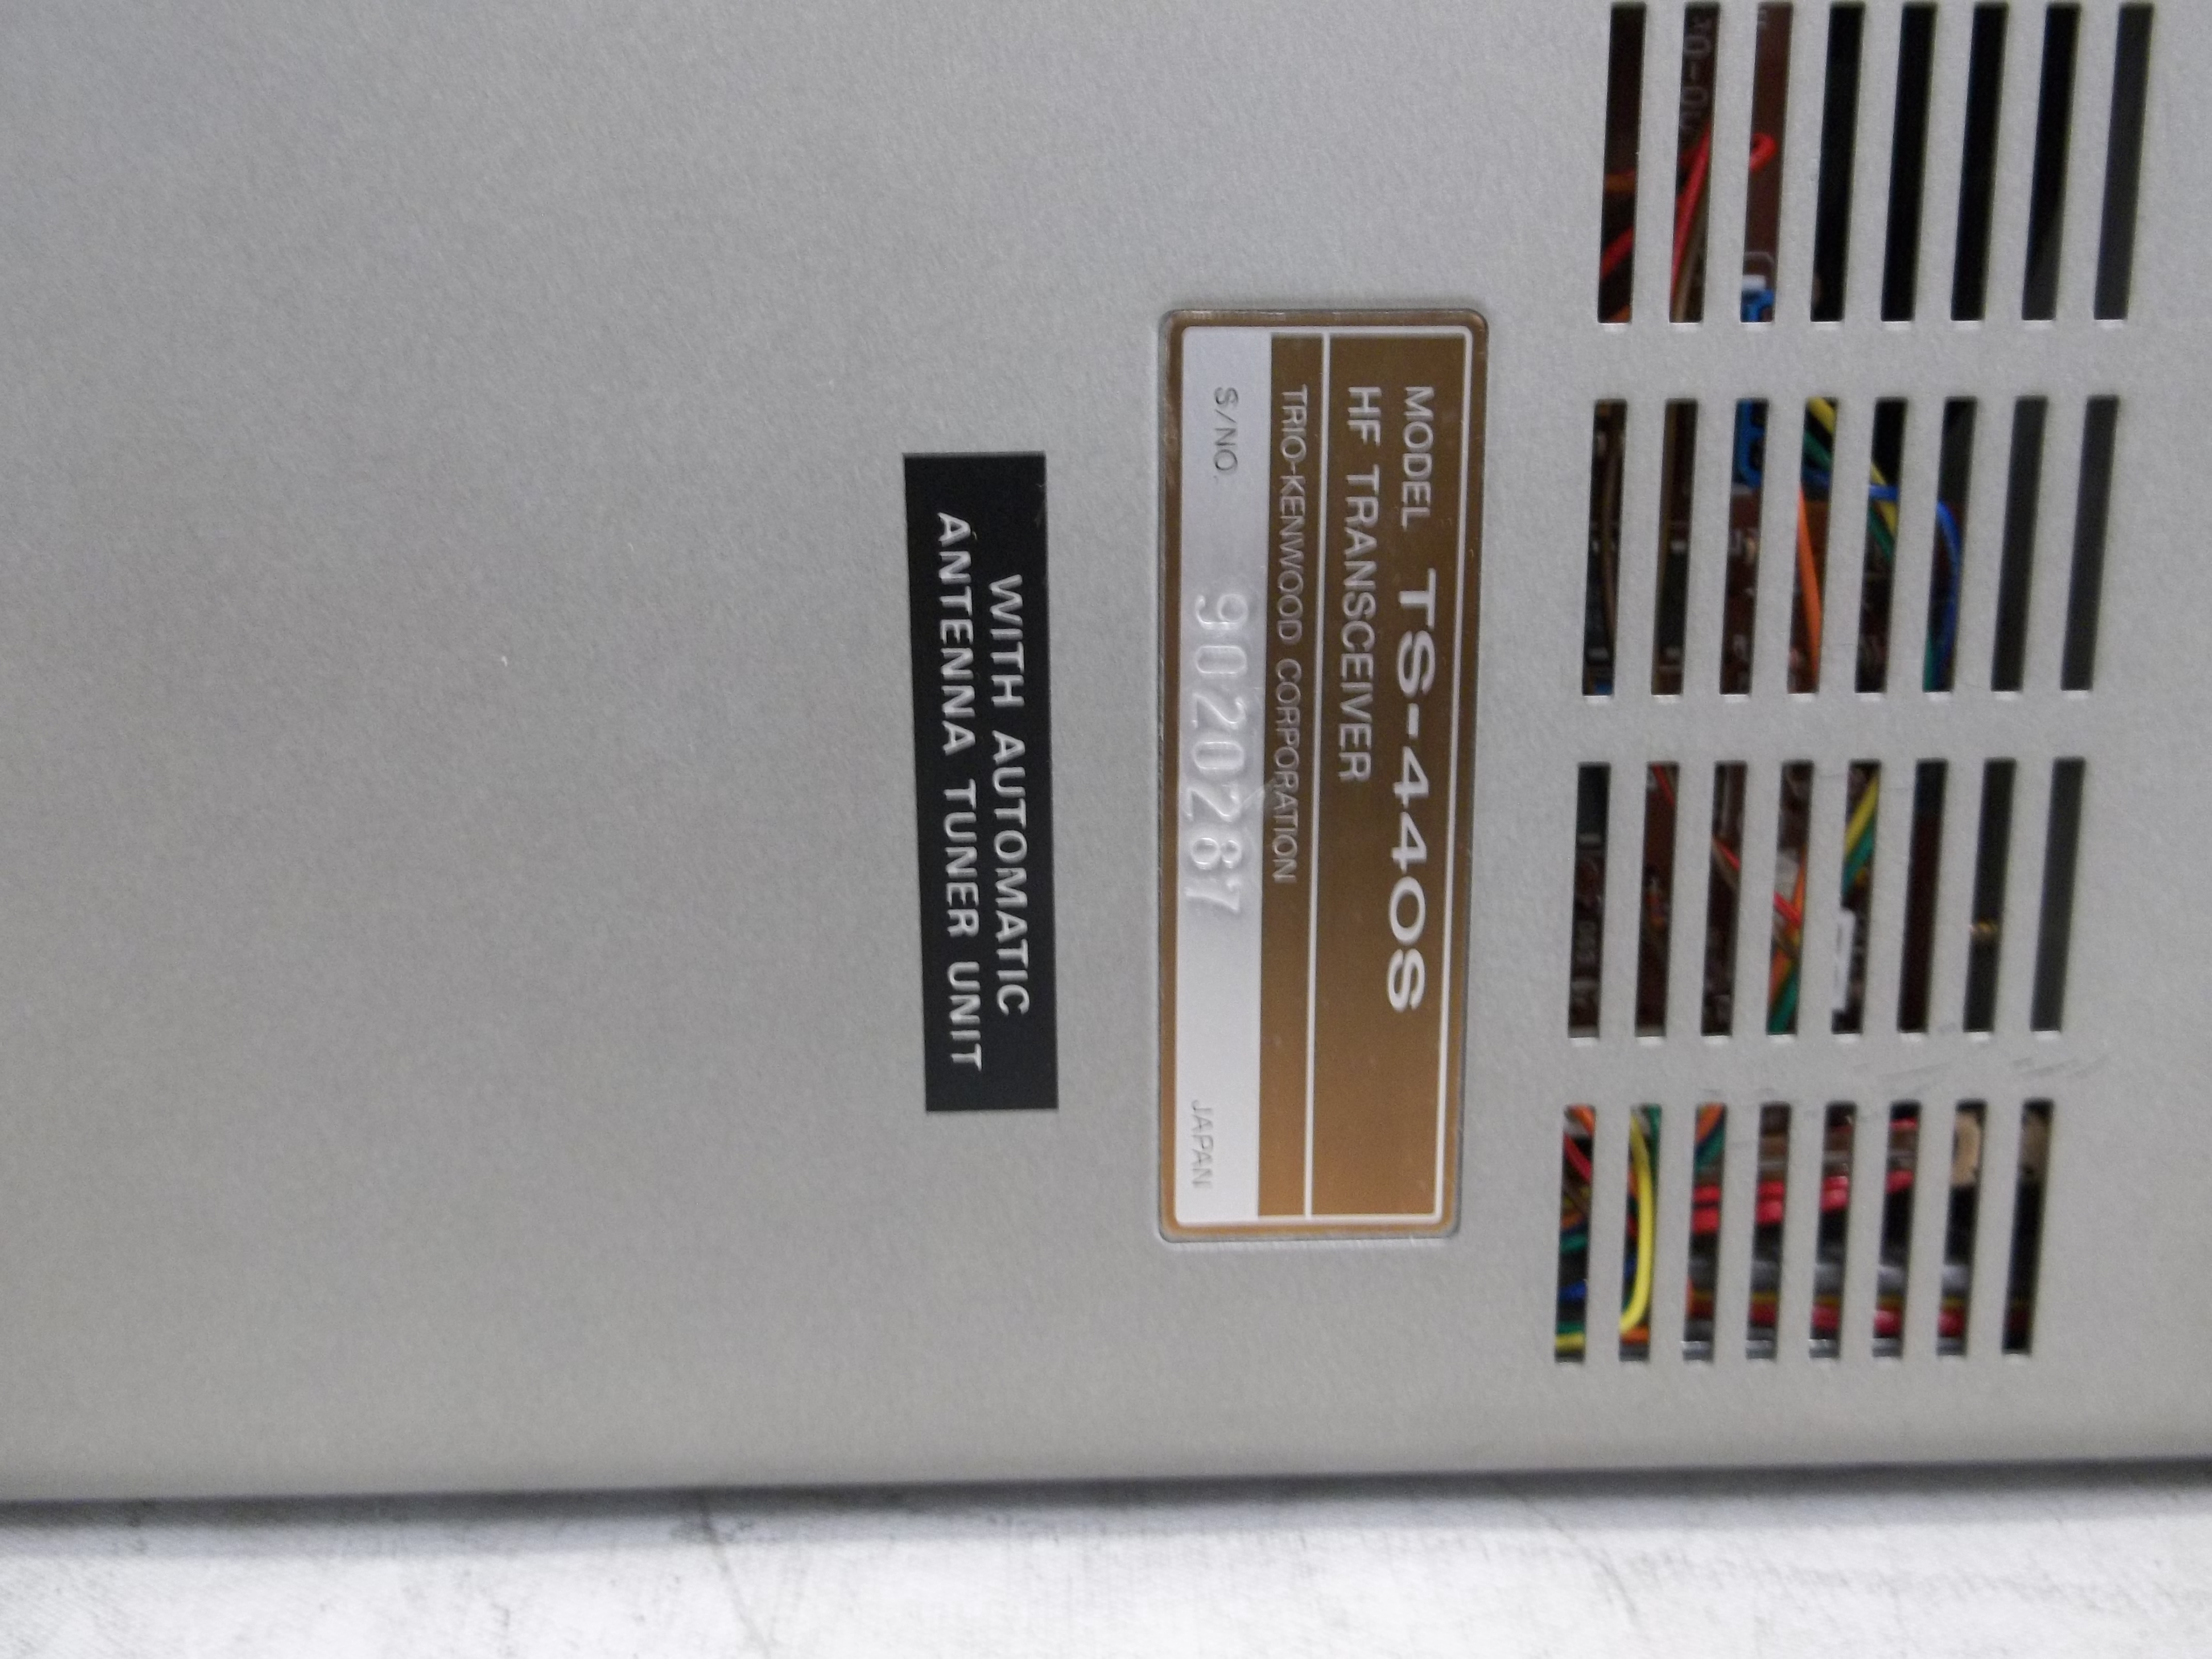 MODEL TS-440S
HF TRANSCEIVER
TRIO-KENWOOD CORPORATION
S/NO. 9020287 JAPAN
WITH AUTOMATIC
ANTENNA TUNER UNIT